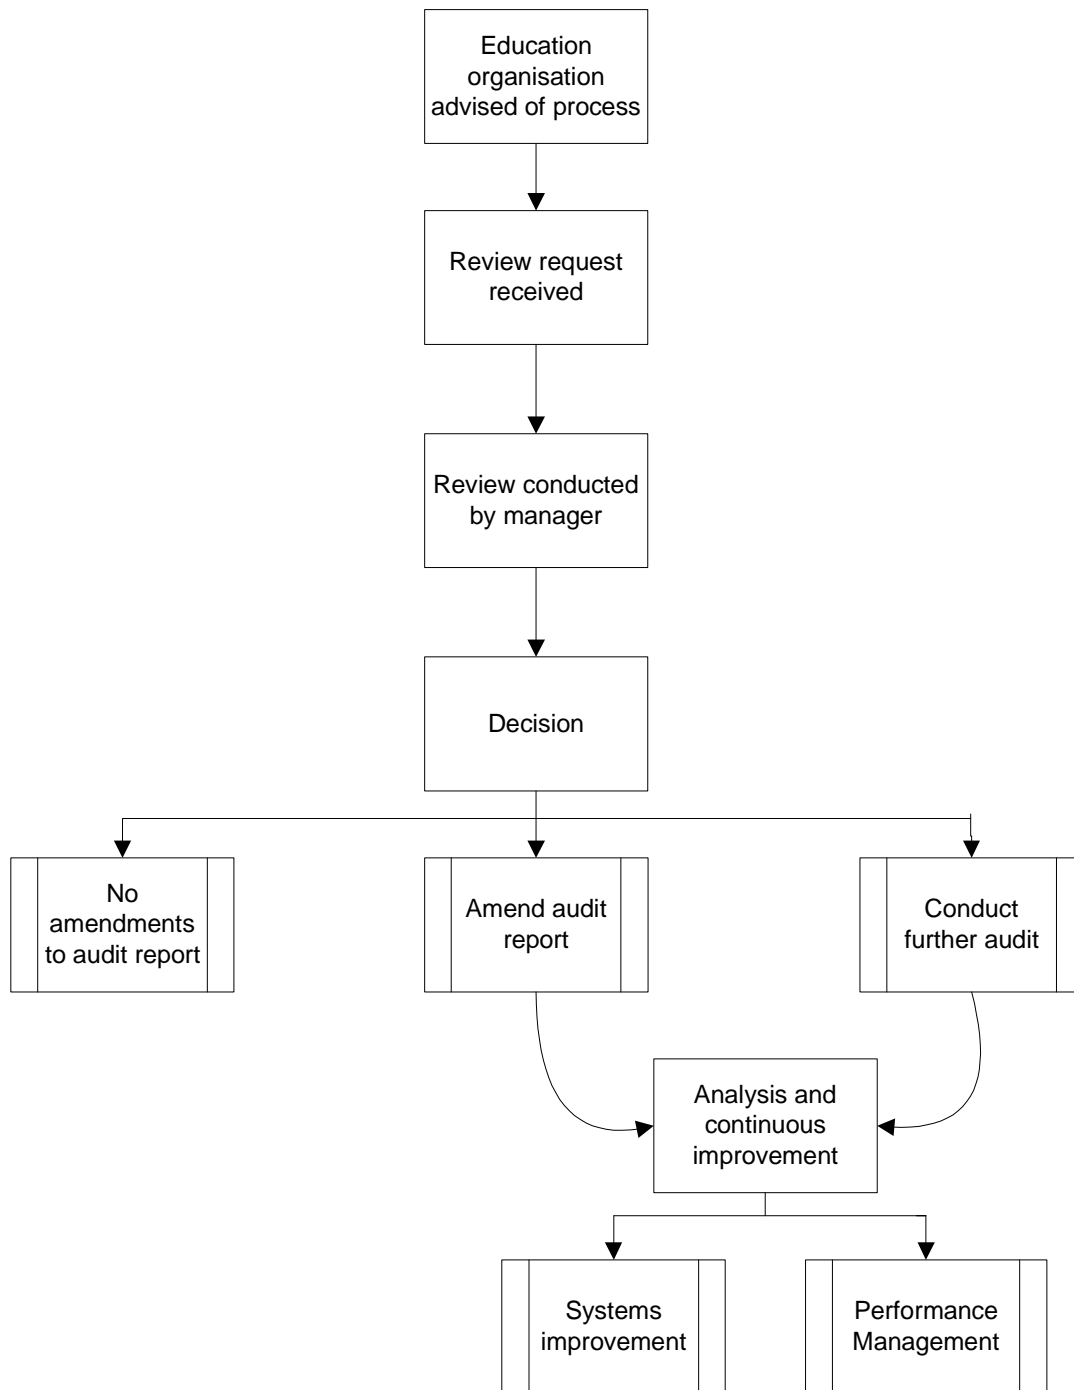 Education
organisation
advised of process
Review request
received
Review conducted
by manager
Decision
No
amendments
to audit report
Amend audit
report
Conduct
further audit
Analysis and
continuous
improvement
Systems
improvement
Performance
Management